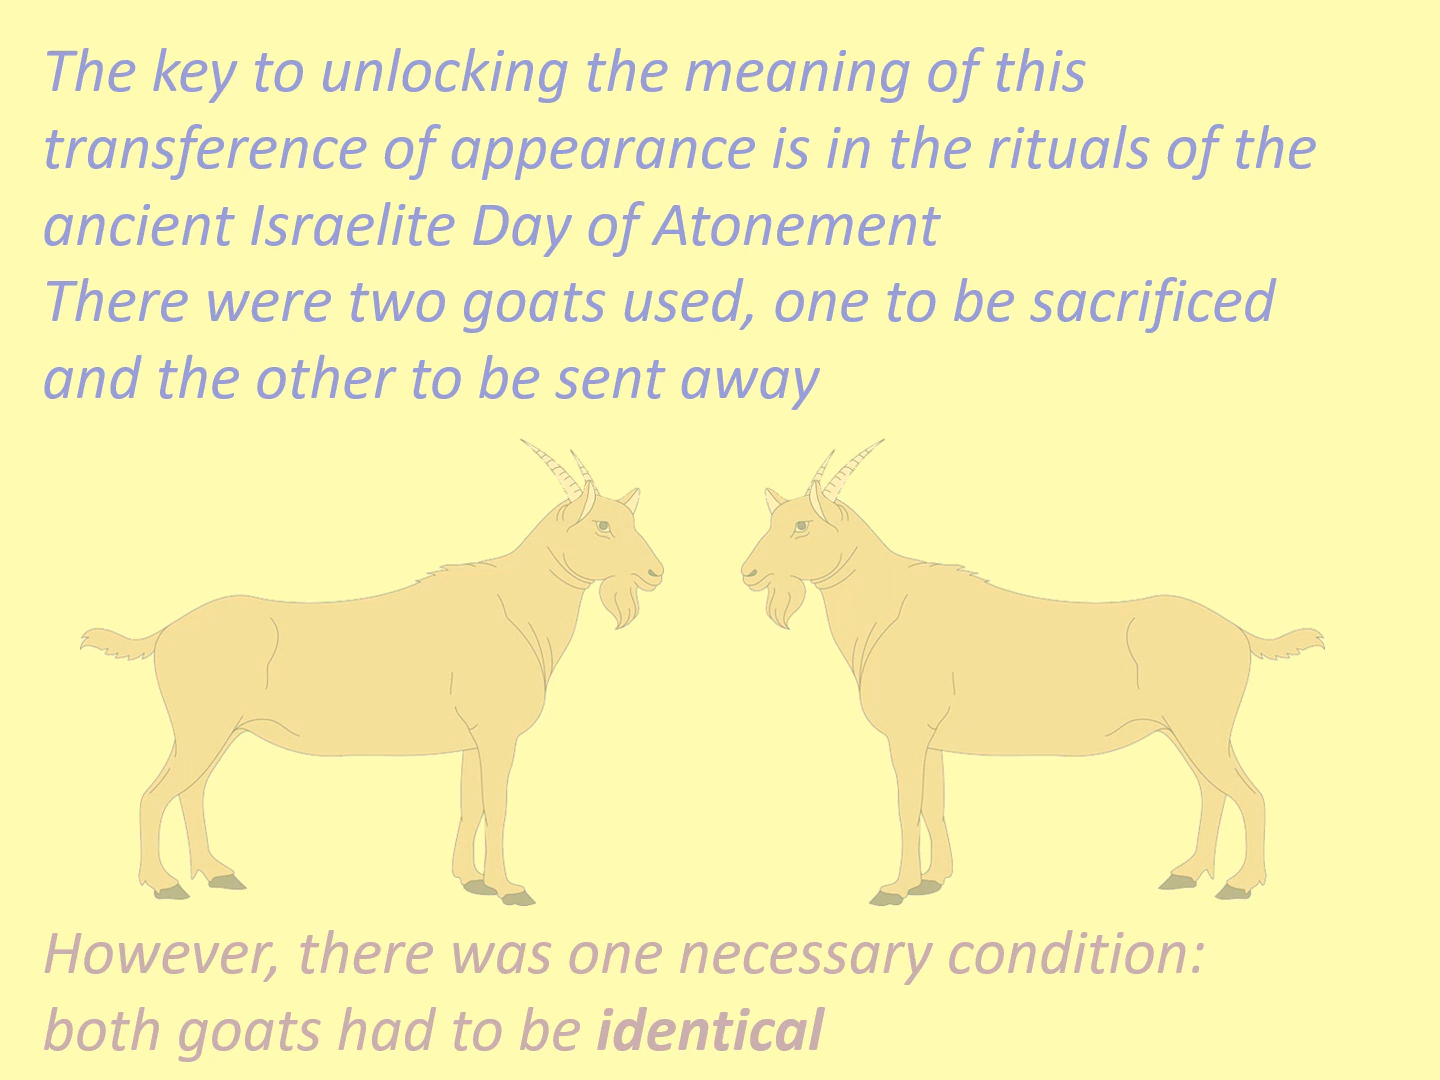 The key to unlocking the meaning of this
transference of appearance is in the rituals of the
ancient Israelite Day of Atonement
There were two goats used, one to be sacrificed
and the other to be sent away
However, there was one necessary condition:
both goats had to be identical